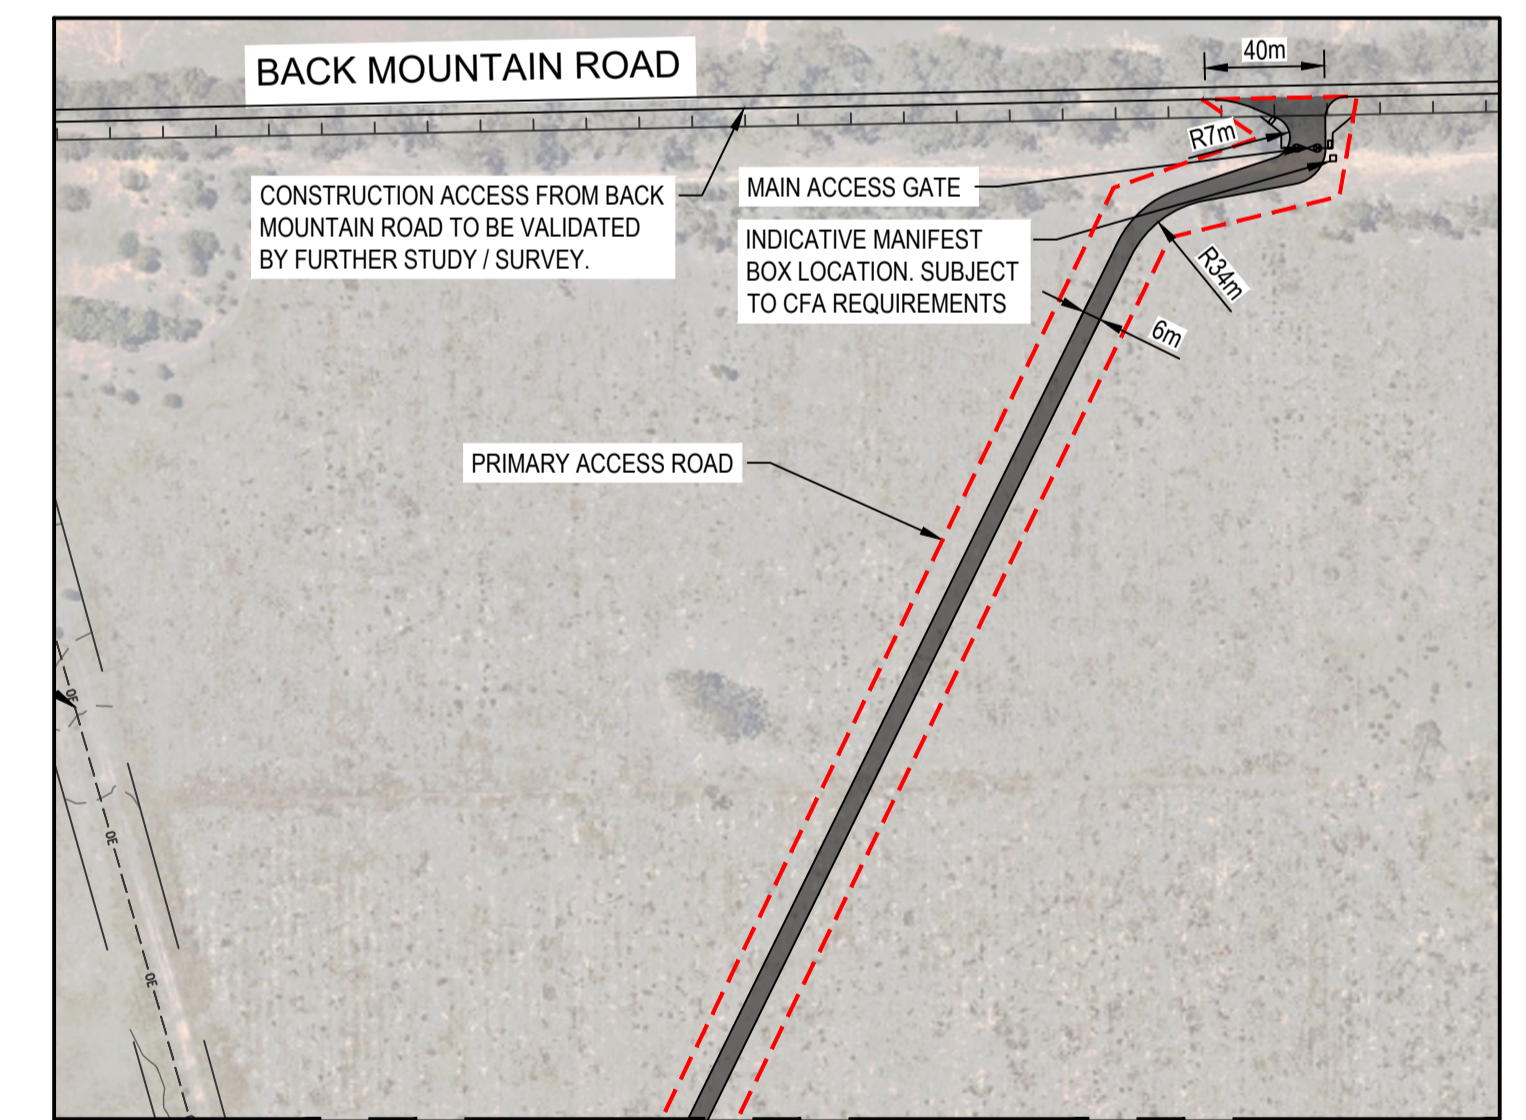 40m
BACK MOUNTAIN ROAD
R7m
CONSTRUCTION ACCESS FROM BACK
MOUNTAIN ROAD TO BE VALIDATED
BY FURTHER STUDY / SURVEY.
MAIN ACCESS GATE
INDICATIVE MANIFEST
BOX LOCATION. SUBJECT
TO CFA REQUIREMENTS
R34m
6m
PRIMARY ACCESS ROAD
OE
OE
OE